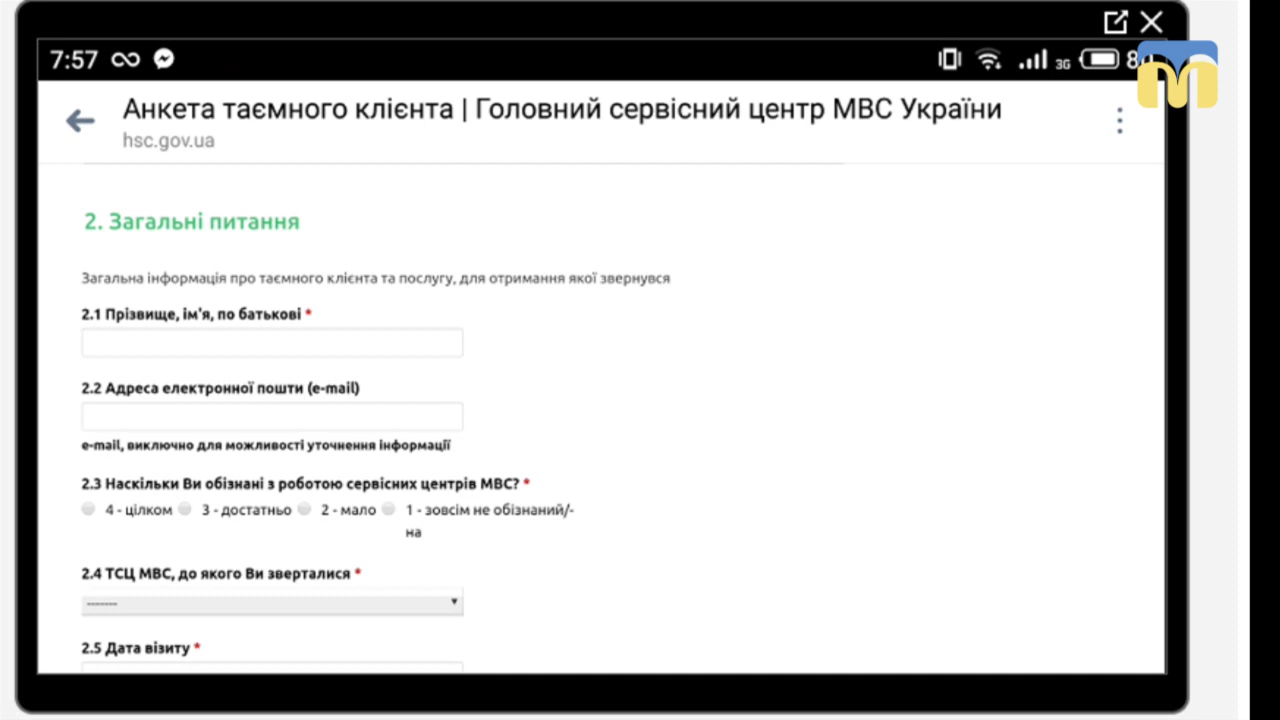 7:57
3G
Анкета таємного клієнта | Головний сервісний центр МВС України
hsc.gov.ua
2. Загальні питання
Загальна інформація про таємного клієнта та послугу, для отримання якої звернувся
2.1 Прізвище, ім'я, по батькові *
2.2 Адреса електронної пошти (e-mail)
e-mail, виключно для можливості уточнення інформації
2.3 Наскільки Ви обізнані з роботою сервісних центрів МВС? *
4 - цілком 3 - достатньо 2 - мало 1 - зовсім не обізнаний/-
на
2.4 ТСЦ МВС, до якого Ви зверталися *
-------
2.5 Дата візиту *